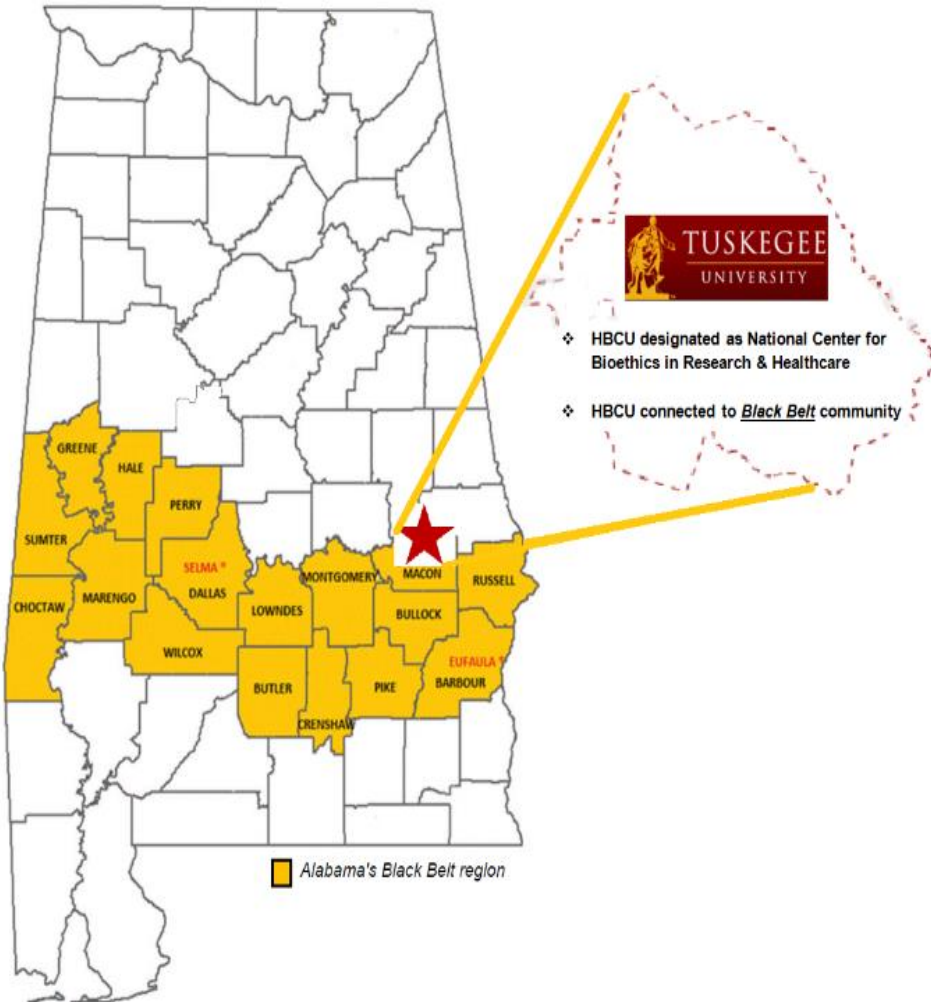 TUSKEGEE
UNIVERSITY
❖ HBCU designated as National Center for
Bioethics in Research & Healthcare
❖ HBCU connected to Black Belt community
GREENE
HALE
PERRY
SUMTER
SELMA *
DALLAS
MARENGO
CHOCTAW
WILCOX
LOWNDES
MONTGOMERY
MACON
RUSSELL
BULLOCK
EUFAULA *
BARBOUR
BUTLER
CRENSHAW
PIKE
Alabama's Black Belt region